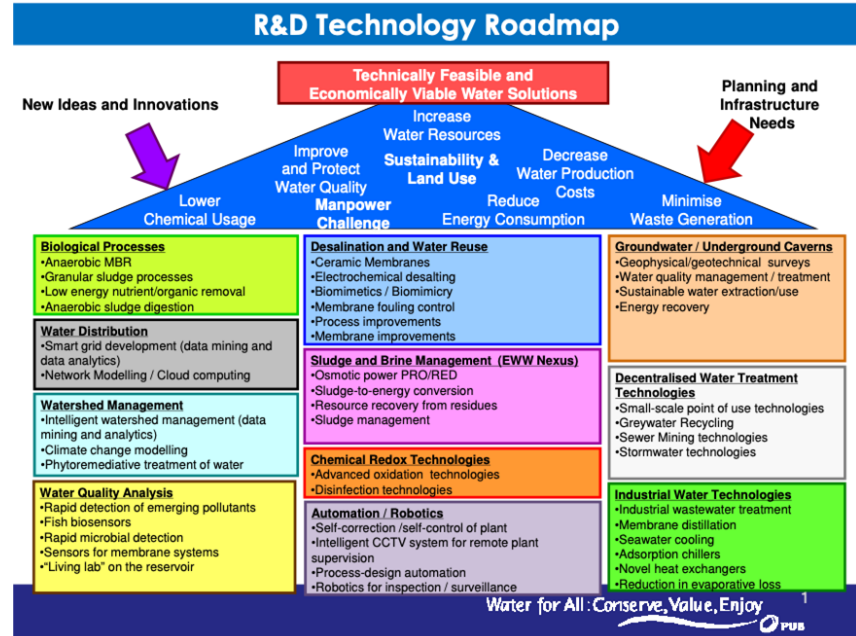 R&D Technology Roadmap
Technically Feasible and
Economically Viable Water Solutions
New Ideas and Innovations
Planning and
Infrastructure
Needs
Increase
Water Resources
Improve
and Protect
Water Quality
Sustainability &
Land Use
Decrease
Water Production
Costs
Lower
Chemical Usage
Manpower
Challenge
Reduce
Energy Consumption
Minimise
Waste Generation
Biological Processes
•Anaerobic MBR
•Granular sludge processes
•Low energy nutrient/organic removal
•Anaerobic sludge digestion
Water Distribution
•Smart grid development (data mining and
data analytics)
•Network Modelling / Cloud computing
Watershed Management
•Intelligent watershed management (data
mining and analytics)
•Climate change modelling
•Phytoremediative treatment of water
Water Quality Analysis
•Rapid detection of emerging pollutants
•Fish biosensors
•Rapid microbial detection
•Sensors for membrane systems
•"Living lab" on the reservoir
Desalination and Water Reuse
•Ceramic Membranes
•Electrochemical desalting
•Biomimetics / Biomimicry
•Membrane fouling control
•Process improvements
•Membrane improvements
Sludge and Brine Management (EWW Nexus)
•Osmotic power PRO/RED
•Sludge-to-energy conversion
•Resource recovery from residues
•Sludge management
Chemical Redox Technologies
•Advanced oxidation technologies
•Disinfection technologies
Automation / Robotics
•Self-correction /self-control of plant
•Intelligent CCTV system for remote plant
supervision
•Process-design automation
•Robotics for inspection / surveillance
Groundwater / Underground Caverns
•Geophysical/geotechnical surveys
•Water quality management / treatment
•Sustainable water extraction/use
•Energy recovery
Decentralised Water Treatment
Technologies
•Small-scale point of use technologies
•Greywater Recycling
•Sewer Mining technologies
•Stormwater technologies
Industrial Water Technologies
•Industrial wastewater treatment
•Membrane distillation
•Seawater cooling
•Adsorption chillers
•Novel heat exchangers
•Reduction in evaporative loss
1
Water for All: Conserve, Value, Enjoy
PUB